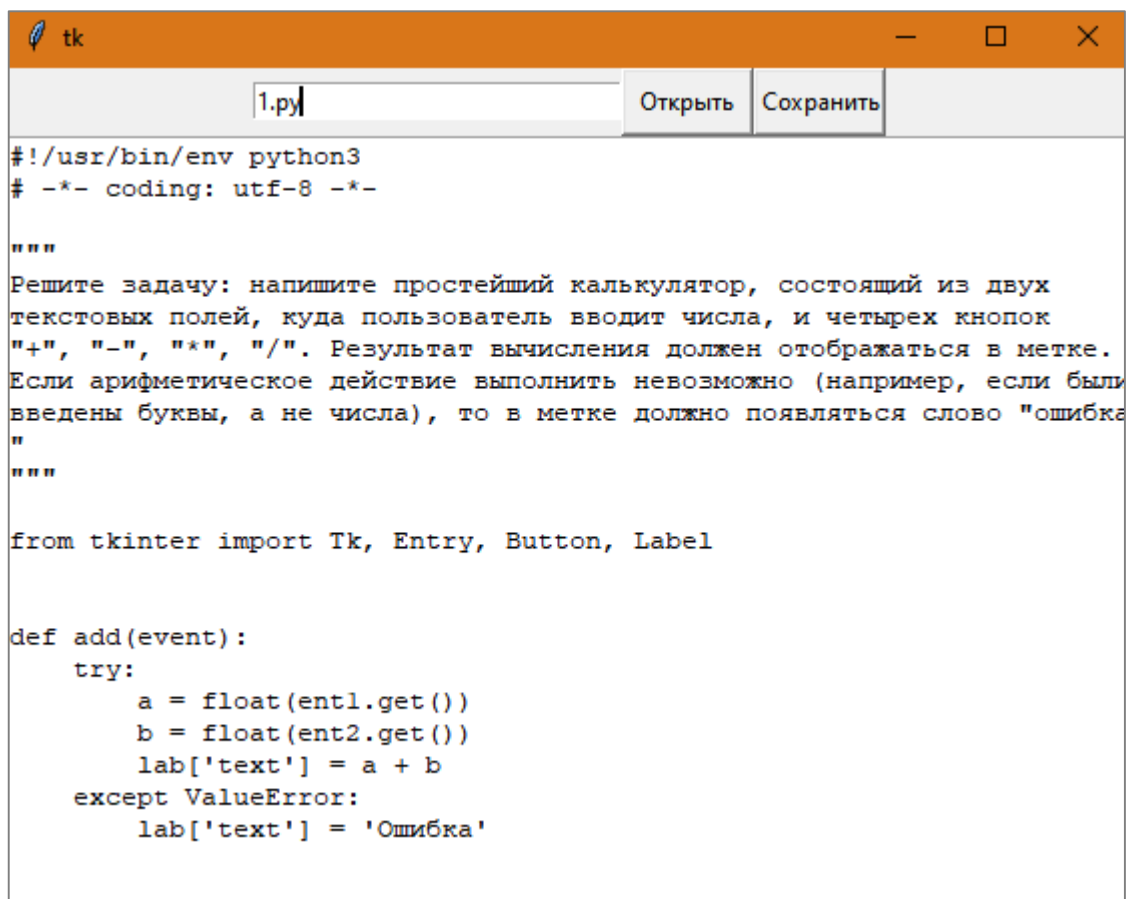 tk
1.py Открыть Сохранить
#!/usr/bin/env python3
# -*- coding: utf-8 -*-
"""
Решите задачу: напишите простейший калькулятор, состоящий из двух
текстовых полей, куда пользователь вводит числа, и четырех кнопок
"+", "-", "*", "/". Результат вычисления должен отображаться в метке.
Если арифметическое действие выполнить невозможно (например, если были
введены буквы, а не числа), то в метке должно появляться слово "ошибка
"
"""
from tkinter import Tk, Entry, Button, Label
def add(event):
    try:
        a = float(ent1.get())
        b = float(ent2.get())
        lab['text'] = a + b
    except ValueError:
        lab['text'] = 'Ошибка'